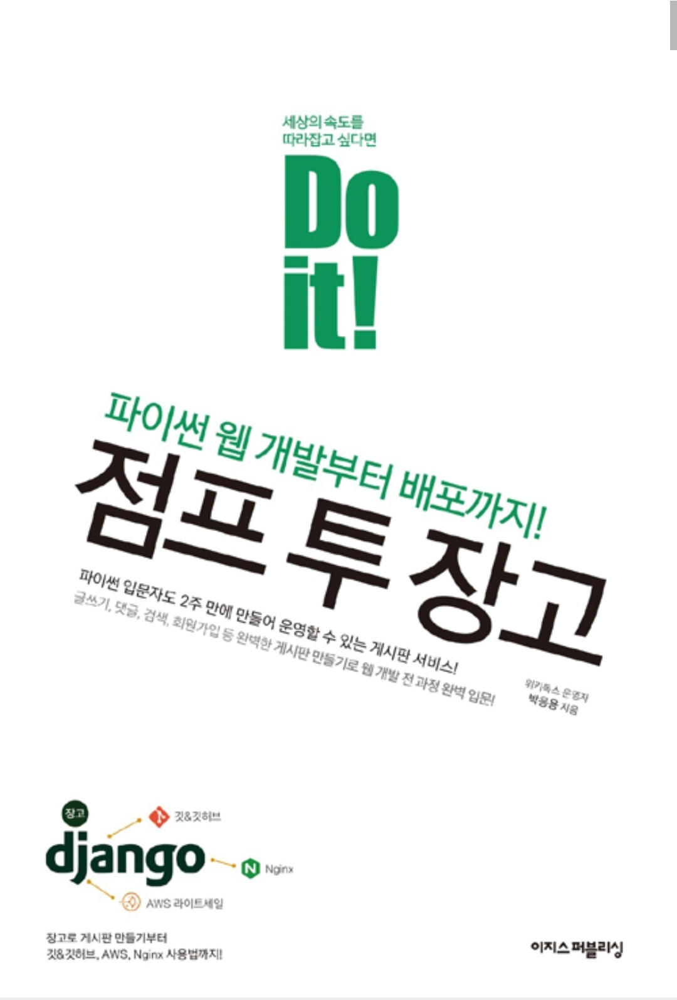 세상의 속도를
따라잡고 싶다면
Do
it!
파이썬 웹 개발부터 배포까지!
점프 투 장고
파이썬 입문자도 2주 만에 만들어 운영할 수 있는 게시판 서비스!
글쓰기, 댓글, 검색, 회원가입 등 완벽한 게시판 만들기로 웹 개발 전 과정 완벽 입문!
위키독스 운영자
박응용 지음
장고
django
깃&깃허브
Nginx
AWS 라이트세일
장고로 게시판 만들기부터
깃&깃허브, AWS, Nginx 사용법까지!
이지스퍼블리싱